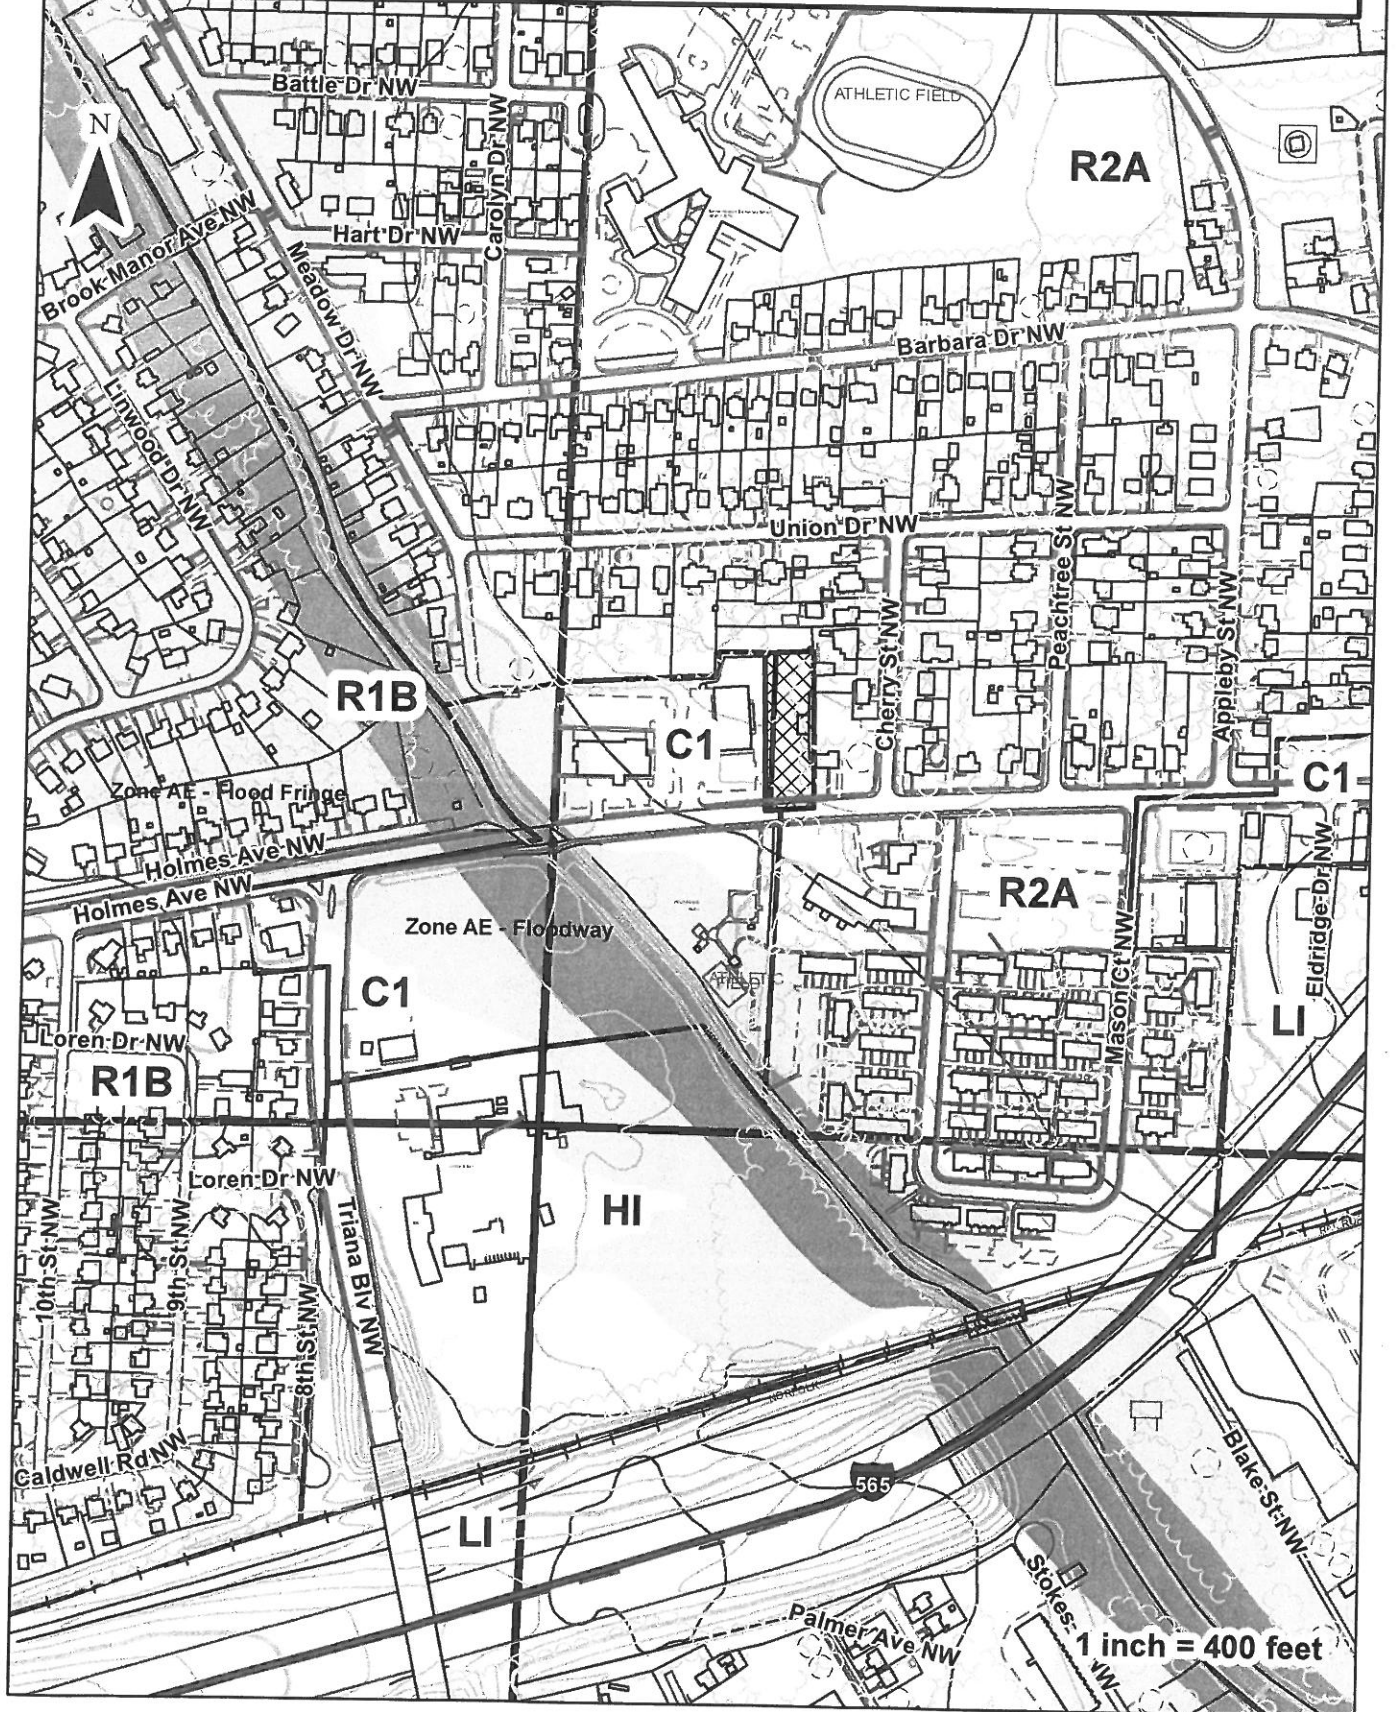 Battle Dr NW
ATHLETIC FIELD
N
Carolyn Dr NW
R2A
Brook Manor Ave NW
Hart Dr NW
Meadow Dr NW
Barbara Dr NW
Linwood Dr NW
Union Dr NW
Peachtree St NW
Cherry St NW
Appleby St NW
R1B
C1
C1
Zone AE - Flood Fringe
Holmes Ave NW
Holmes Ave NW
R2A
Zone AE - Floodway
Mason Ct NW
Eldridge Dr NW
ATHLETIC
FIELD
C1
LI
Loren Dr NW
R1B
Loren Dr NW
HI
10th St NW
9th St NW
8th St NW
Triana Blv NW
NORFOLK
Caldwell Rd NW
565
LI
Blake St NW
Stokes
NW
Palmer Ave NW
1 inch = 400 feet